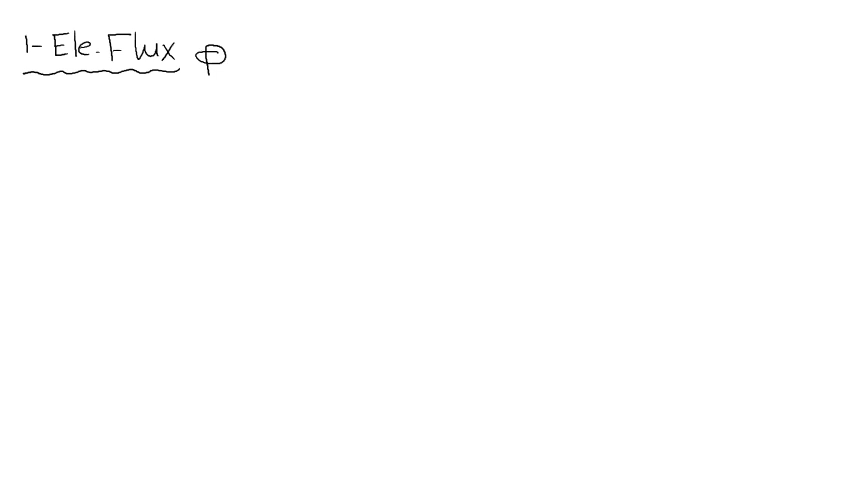 1- Ele. Flux Φ